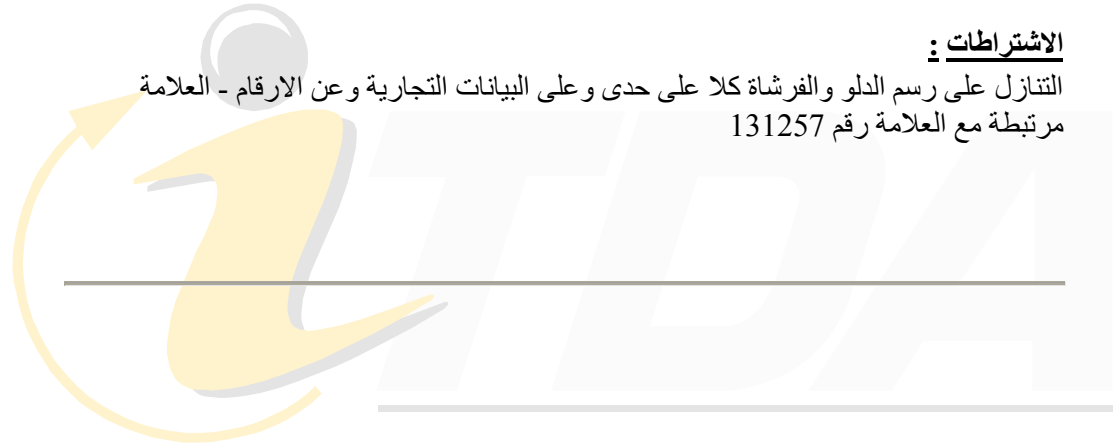 الاشتراطات :
التنازل على رسم الدلو والفرشاة كلا على حدى وعلى البيانات التجارية وعن الارقام - العلامة
مرتبطة مع العلامة رقم 131257
iTDA